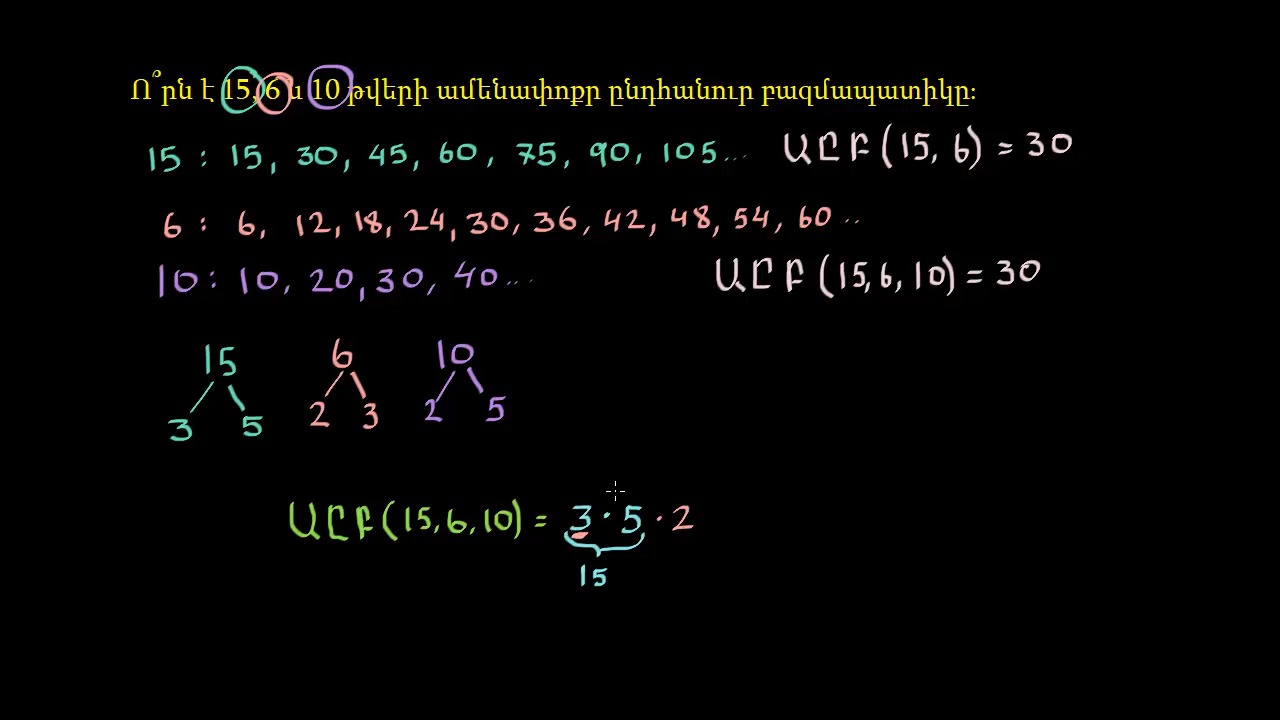 Ո՞րն է 15, 6 և 10 թվերի ամենափոքր ընդհանուր բազմապատիկը։
15 : 15, 30, 45, 60, 75, 90, 105... ԱԸԲ(15, 6) = 30
6 : 6, 12, 18, 24, 30, 36, 42, 48, 54, 60..
10: 10, 20, 30, 40... ԱԸԲ(15, 6, 10) = 30
15 6 10
3 5 2 3 2 5
ԱԸԲ(15, 6, 10) = 3 · 5 · 2
15